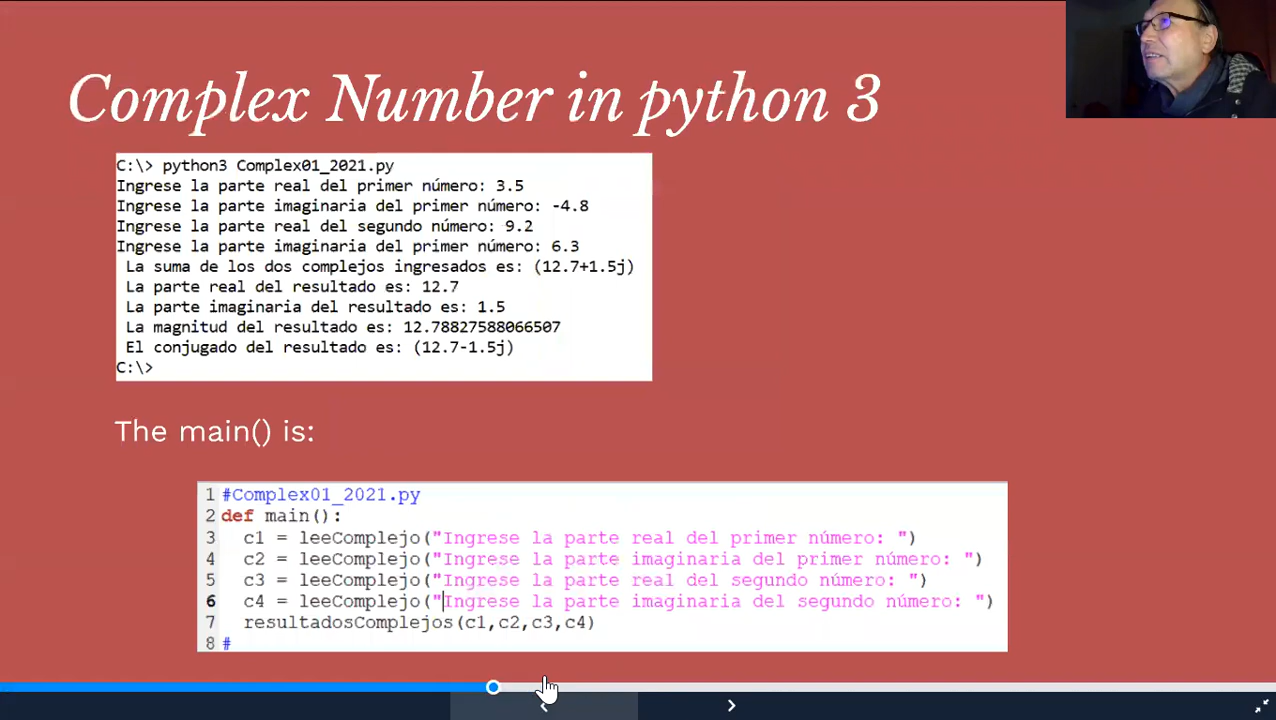 Complex Number in python 3
C:\> python3 Complex01_2021.py
Ingrese la parte real del primer número: 3.5
Ingrese la parte imaginaria del primer número: -4.8
Ingrese la parte real del segundo número: 9.2
Ingrese la parte imaginaria del primer número: 6.3
La suma de los dos complejos ingresados es: (12.7+1.5j)
La parte real del resultado es: 12.7
La parte imaginaria del resultado es: 1.5
La magnitud del resultado es: 12.78827588066507
El conjugado del resultado es: (12.7-1.5j)
C:\>
The main() is:
1 #Complex01_2021.py
2 def main():
3 c1 = leeComplejo("Ingrese la parte real del primer número: ")
4 c2 = leeComplejo("Ingrese la parte imaginaria del primer número: ")
5 c3 = leeComplejo("Ingrese la parte real del segundo número: ")
6 c4 = leeComplejo("Ingrese la parte imaginaria del segundo número: ")
7 resultadosComplejos(c1,c2,c3,c4)
8 #